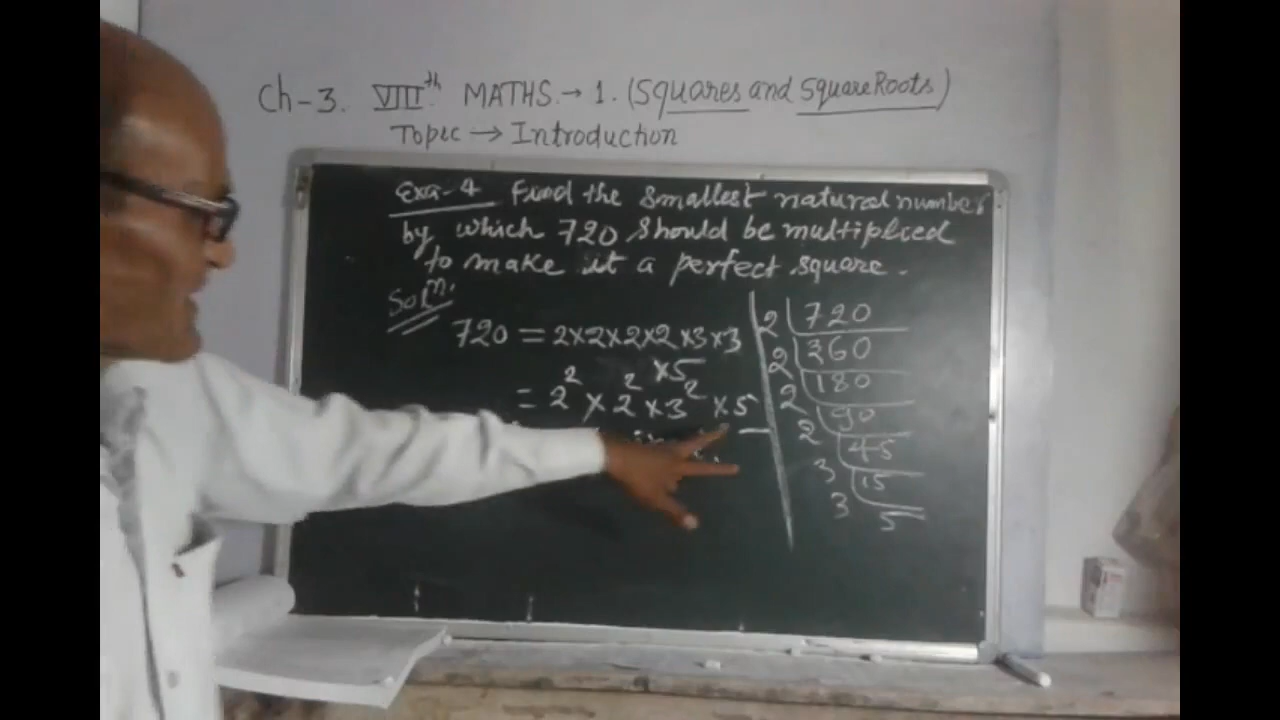 Ch-3. VIIIth MATHS → 1. (Squares and Square Roots)
Topic → Introduction
Exa-4 Find the smallest natural number
by which 720 should be multiplied
to make it a perfect square.
Soln.
720 = 2×2×2×2×3×3
×5
= 2² × 2² × 3² × 5
2 720
2 360
2 180
2 90
2 45
3 15
3 5